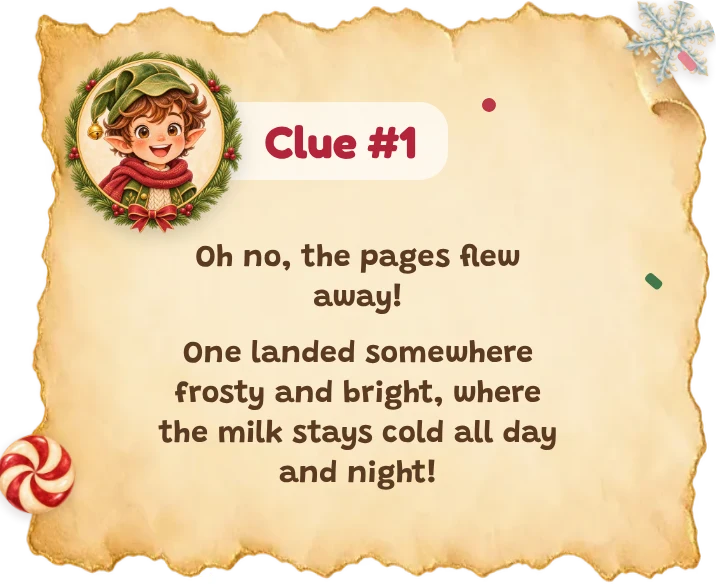 Clue #1
Oh no, the pages flew
away!
One landed somewhere
frosty and bright, where
the milk stays cold all day
and night!